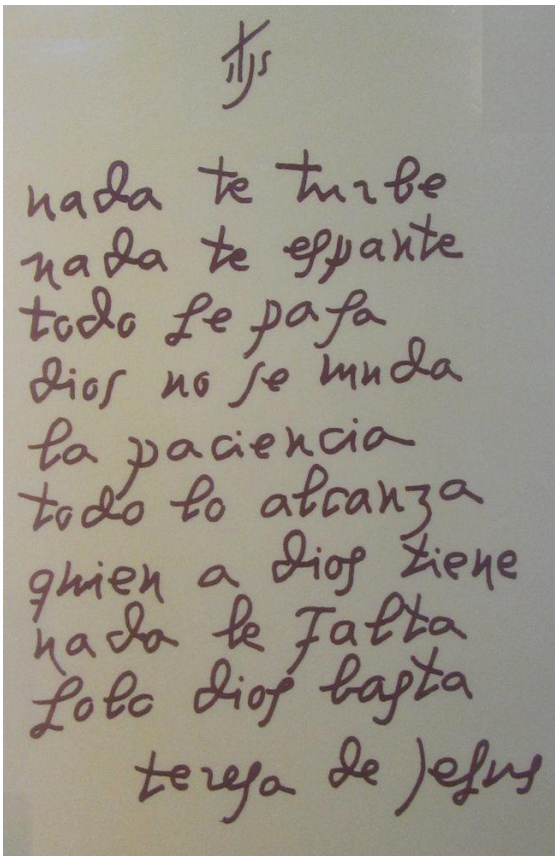 ihs
nada te turbe
nada te espante
todo se pasa
dios no se muda
la paciencia
todo lo alcanza
quien a dios tiene
nada le falta
solo dios basta
teresa de jesus